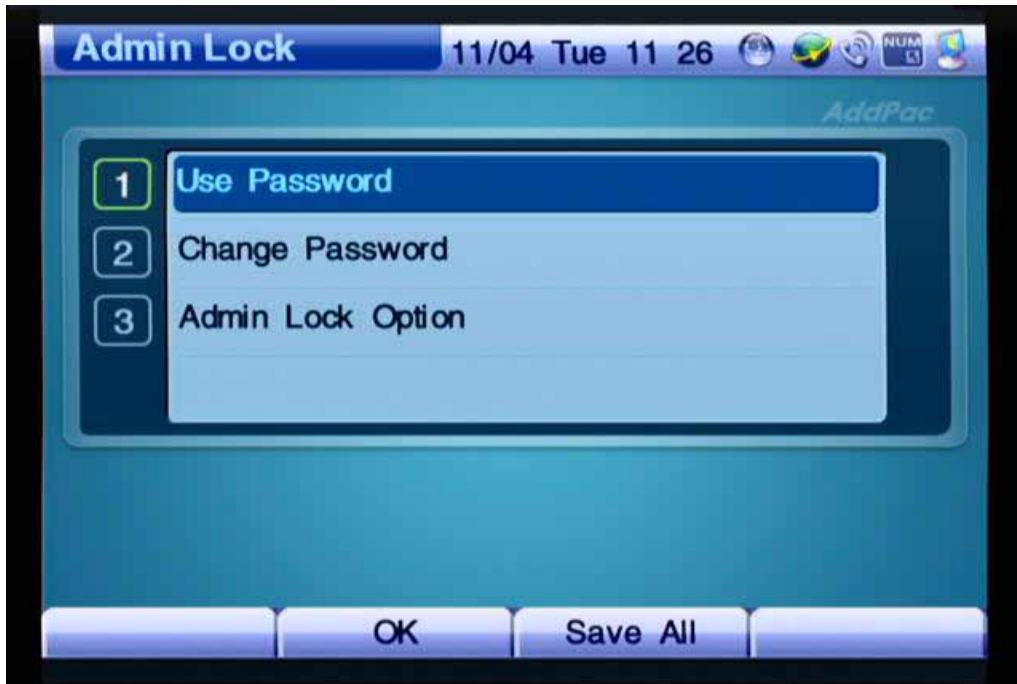 Admin Lock 11/04 Tue 11 26 NUM
AddPac
1 Use Password
2 Change Password
3 Admin Lock Option
OK Save All